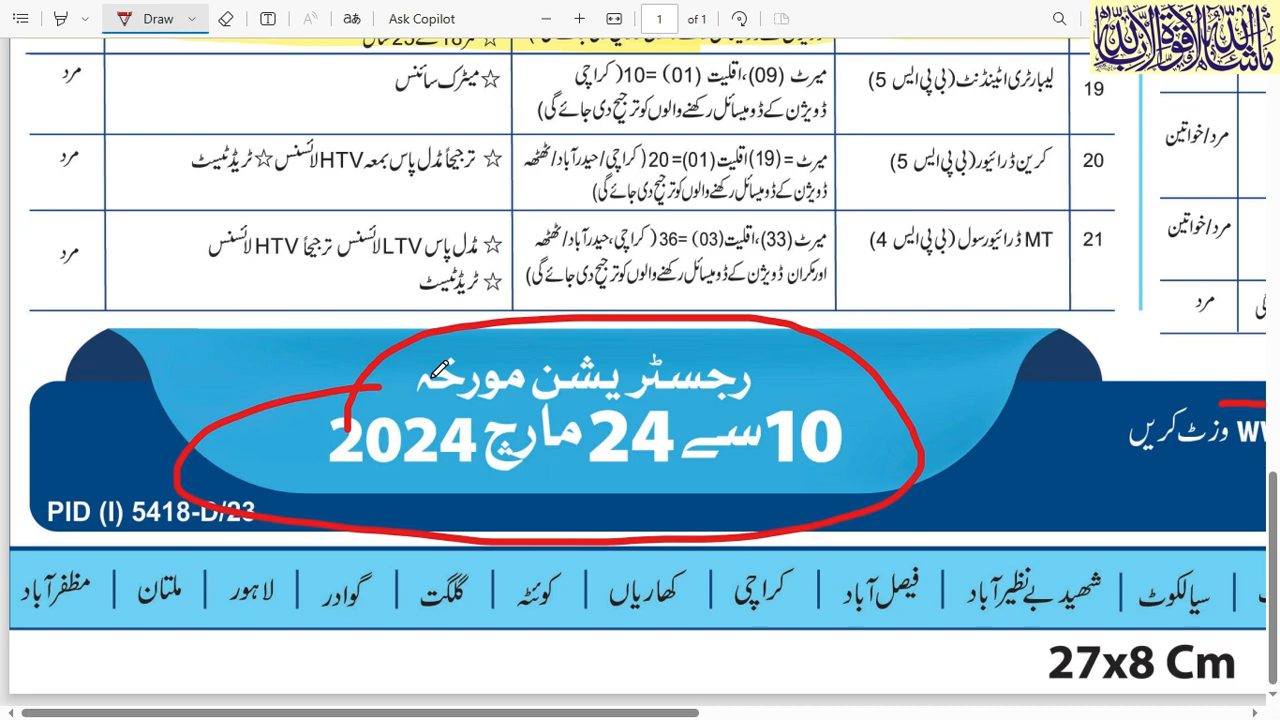 Draw
Ask Copilot
1 of 1
ماشاءاللہ
مرد 18 سے 25 سال
19 لیبارٹری اٹینڈنٹ (بی پی ایس 5) میرٹ (09)، اقلیت (01) =10( کراچی ڈویژن کے ڈومیسائل رکھنے والوں کو ترجیح دی جائے گی) ☆ میٹرک سائنس مرد
20 کرین ڈرائیور (بی پی ایس 5) میرٹ = (19) اقلیت (01)= 20 ( کراچی/حیدرآباد/ٹھٹھہ ڈویژن کے ڈومیسائل رکھنے والوں کو ترجیح دی جائے گی) ☆ ترجیحاً مڈل پاس بمعہ HTV لائسنس ☆ ٹریڈ ٹیسٹ مرد
21 MT ڈرائیور سول (بی پی ایس 4) میرٹ (33)، اقلیت (03) =36 ( کراچی، حیدرآباد/ٹھٹھہ اور مکران ڈویژن کے ڈومیسائل رکھنے والوں کو ترجیح دی جائے گی) ☆ مڈل پاس LTV لائسنس ترجیحاً HTV لائسنس ☆ ٹریڈ ٹیسٹ مرد
مرد/خواتین
مرد/خواتین
مرد
رجسٹریشن مورخہ
10 سے 24 مارچ 2024
وزٹ کریں
PID (I) 5418-D/23
سیالکوٹ | شہید بے نظیر آباد | فیصل آباد | کراچی | کھاریاں | کوئٹہ | گلگت | گوادر | لاہور | ملتان | مظفر آباد
27x8 Cm